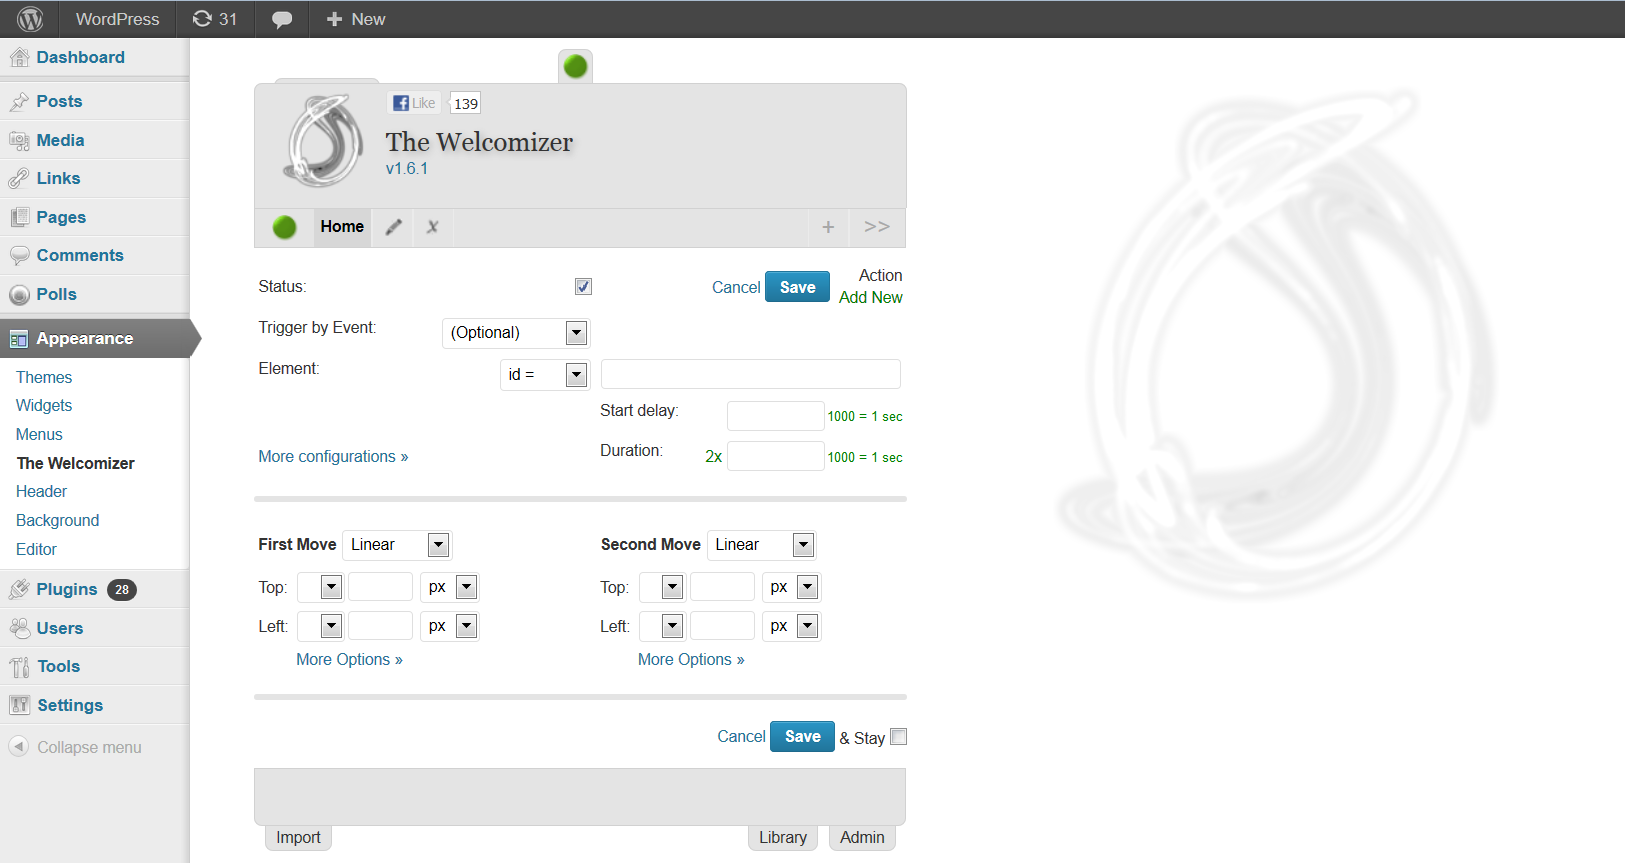 WordPress 31 New
Dashboard
Posts
Media
Links
Pages
Comments
Polls
Appearance
Themes
Widgets
Menus
The Welcomizer
Header
Background
Editor
Plugins 28
Users
Tools
Settings
Collapse menu
Like 139
The Welcomizer
v1.6.1
Home X + >>
Status: Cancel Save Action
Add New
Trigger by Event: (Optional)
Element: id =
Start delay: 1000 = 1 sec
More configurations » Duration: 2x 1000 = 1 sec
First Move Linear Second Move Linear
Top: px Top: px
Left: px Left: px
More Options » More Options »
Cancel Save & Stay
Import Library Admin